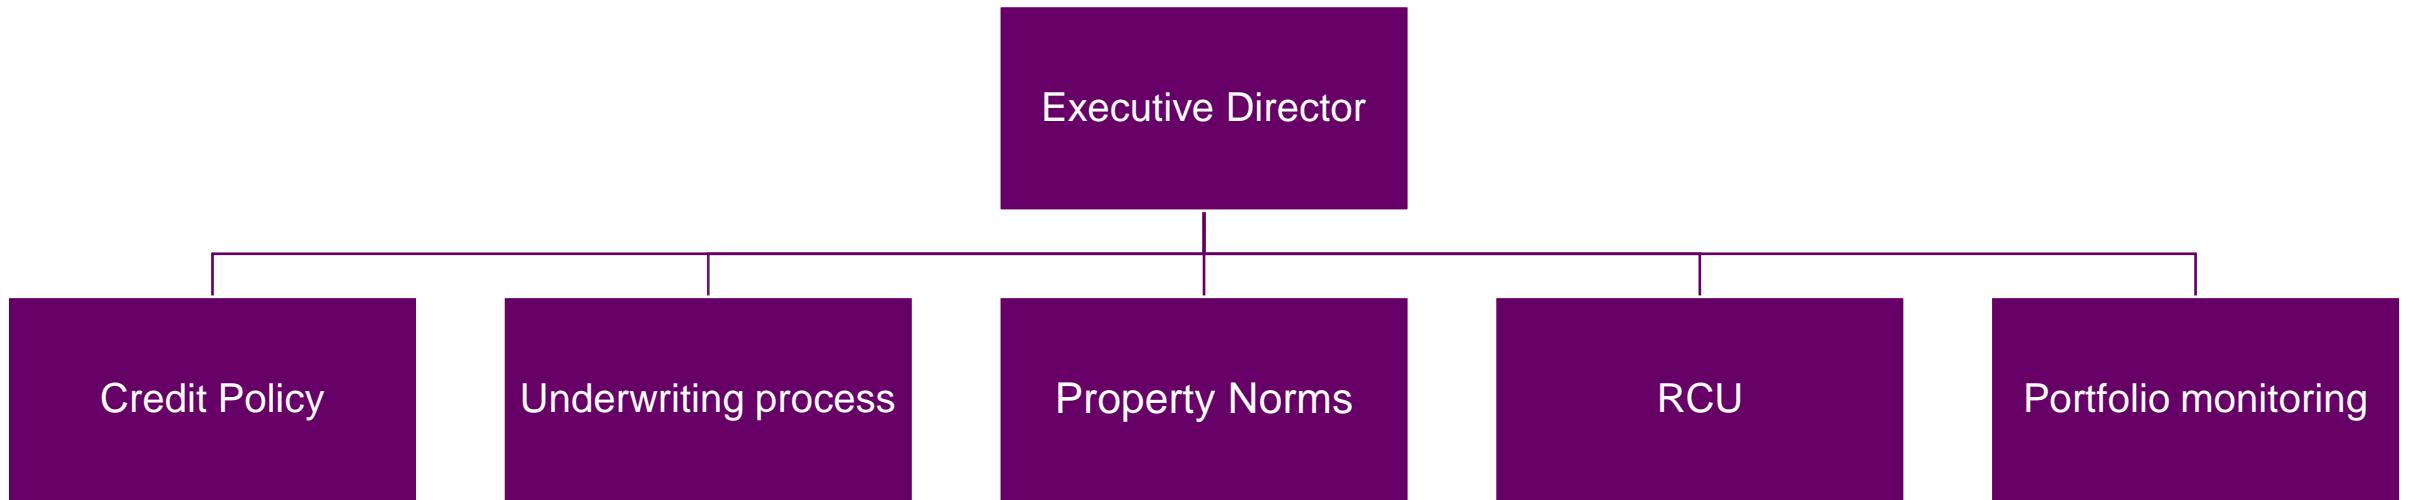 Executive Director
Credit Policy
Underwriting process
Property Norms
RCU
Portfolio monitoring